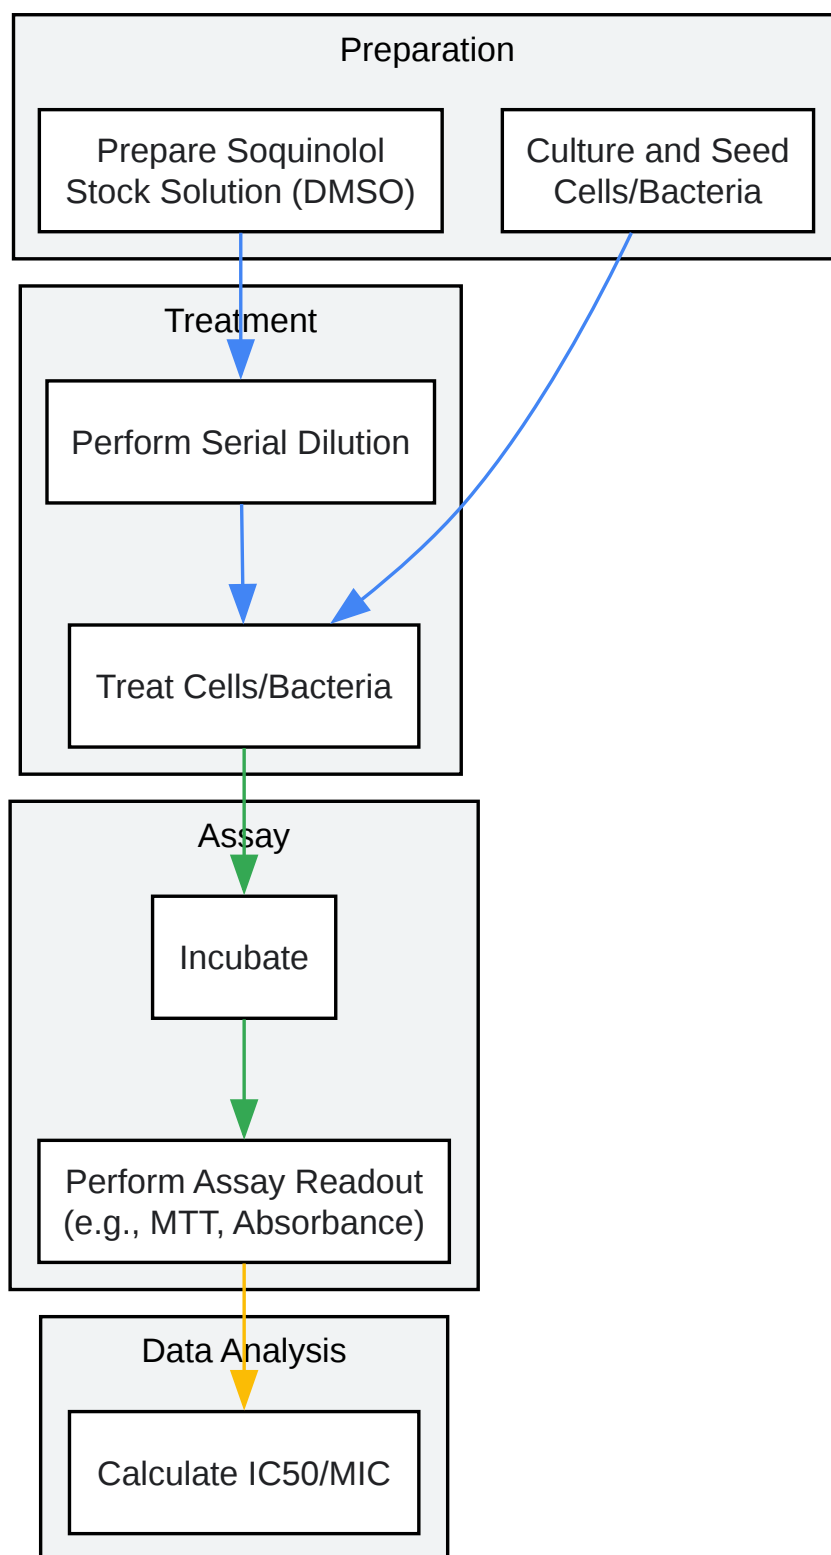 Preparation
Prepare Soquinolol
Stock Solution (DMSO)
Culture and Seed
Cells/Bacteria
Treatment
Perform Serial Dilution
Treat Cells/Bacteria
Assay
Incubate
Perform Assay Readout
(e.g., MTT, Absorbance)
Data Analysis
Calculate IC50/MIC